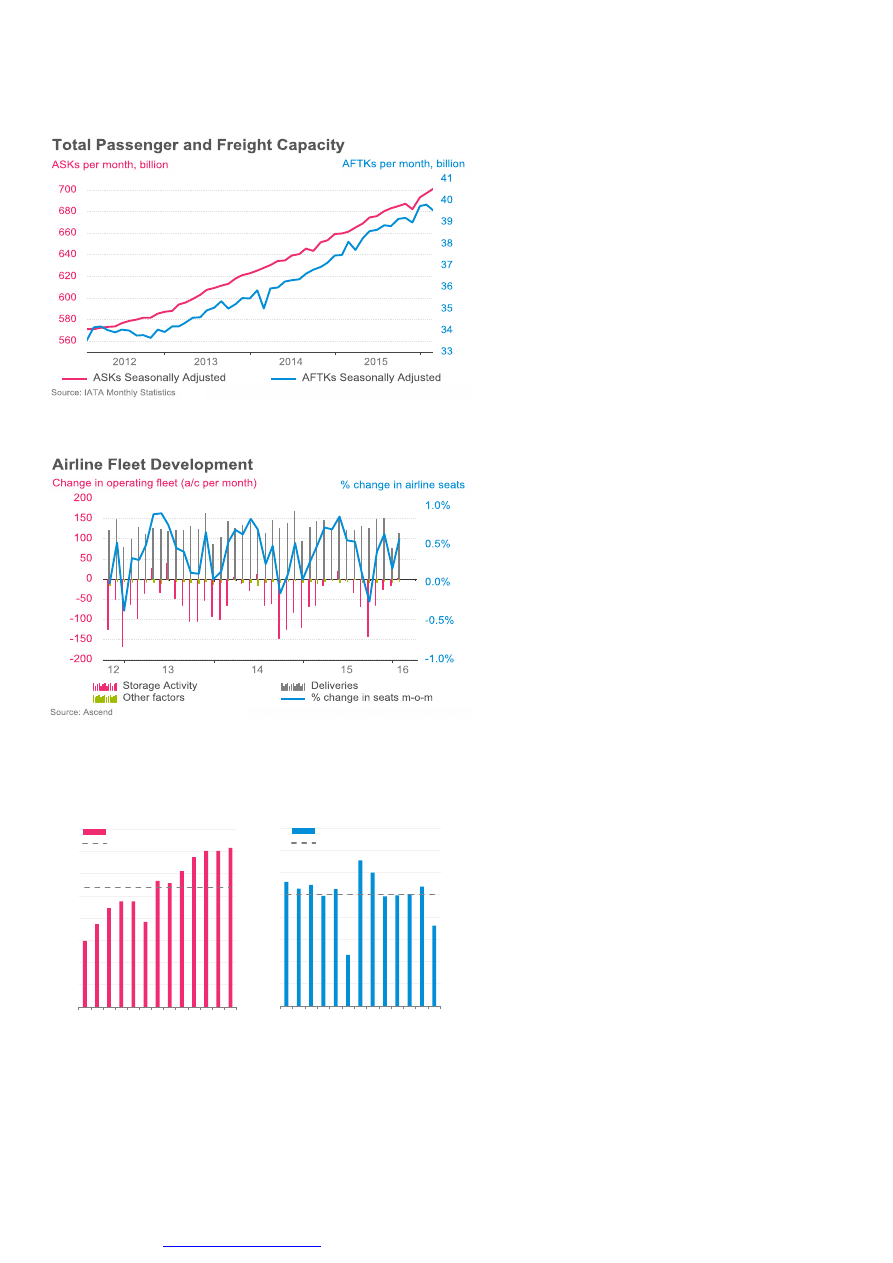 Total Passenger and Freight Capacity
ASKs per month, billion
AFTKs per month, billion
700
680
660
640
620
600
580
560
41
40
39
38
37
36
35
34
33
2012
2013
2014
2015
ASKs Seasonally Adjusted
AFTKs Seasonally Adjusted
Source: IATA Monthly Statistics
Airline Fleet Development
Change in operating fleet (a/c per month)
% change in airline seats
200
150
100
50
0
-50
-100
-150
-200
1.0%
0.5%
0.0%
-0.5%
-1.0%
12
13
14
15
16
Storage Activity
Deliveries
Other factors
% change in seats m-o-m
Source: Ascend